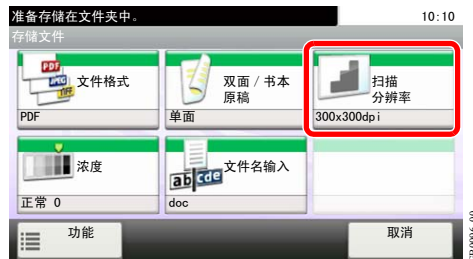 准备存储在文件夹中。
10:10
存储文件
PDF
JPEG
TIFF
文件格式
PDF
双面 / 书本
原稿
单面
扫描
分辨率
300x300dpi
浓度
正常 0
ab cde
文件名输入
doc
功能
取消